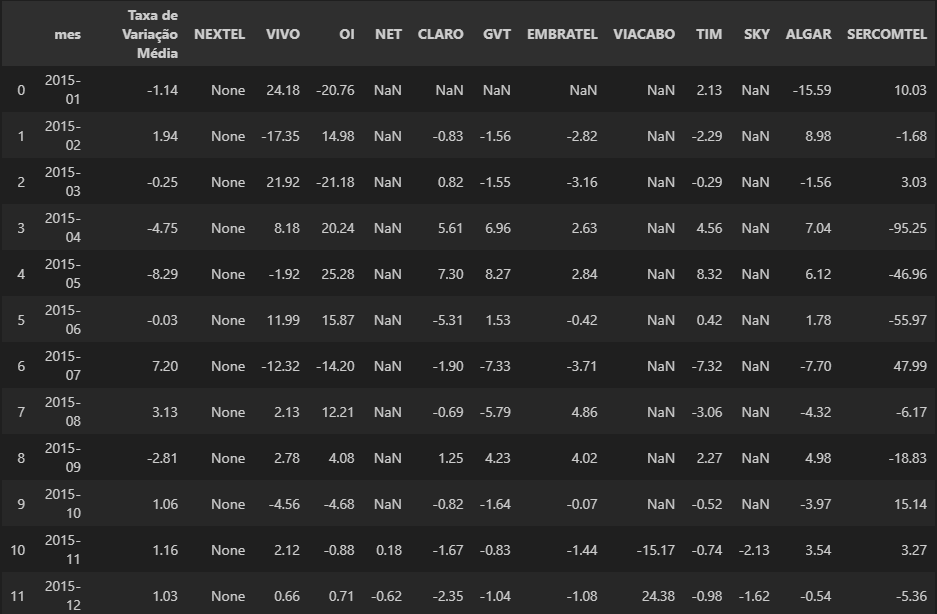 mes Taxa de Variação Média NEXTEL VIVO OI NET CLARO GVT EMBRATEL VIACABO TIM SKY ALGAR SERCOMTEL
0 2015-01 -1.14 None 24.18 -20.76 NaN NaN NaN NaN NaN 2.13 NaN -15.59 10.03
1 2015-02 1.94 None -17.35 14.98 NaN -0.83 -1.56 -2.82 NaN -2.29 NaN 8.98 -1.68
2 2015-03 -0.25 None 21.92 -21.18 NaN 0.82 -1.55 -3.16 NaN -0.29 NaN -1.56 3.03
3 2015-04 -4.75 None 8.18 20.24 NaN 5.61 6.96 2.63 NaN 4.56 NaN 7.04 -95.25
4 2015-05 -8.29 None -1.92 25.28 NaN 7.30 8.27 2.84 NaN 8.32 NaN 6.12 -46.96
5 2015-06 -0.03 None 11.99 15.87 NaN -5.31 1.53 -0.42 NaN 0.42 NaN 1.78 -55.97
6 2015-07 7.20 None -12.32 -14.20 NaN -1.90 -7.33 -3.71 NaN -7.32 NaN -7.70 47.99
7 2015-08 3.13 None 2.13 12.21 NaN -0.69 -5.79 4.86 NaN -3.06 NaN -4.32 -6.17
8 2015-09 -2.81 None 2.78 4.08 NaN 1.25 4.23 4.02 NaN 2.27 NaN 4.98 -18.83
9 2015-10 1.06 None -4.56 -4.68 NaN -0.82 -1.64 -0.07 NaN -0.52 NaN -3.97 15.14
10 2015-11 1.16 None 2.12 -0.88 0.18 -1.67 -0.83 -1.44 -15.17 -0.74 -2.13 3.54 3.27
11 2015-12 1.03 None 0.66 0.71 -0.62 -2.35 -1.04 -1.08 24.38 -0.98 -1.62 -0.54 -5.36